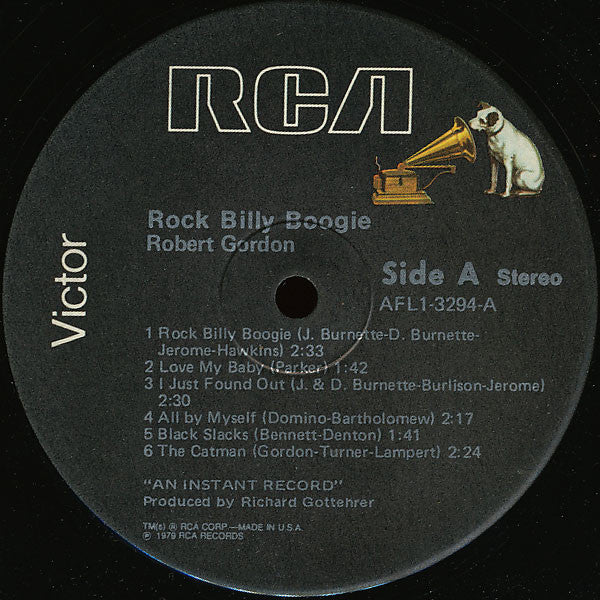 RCA
Victor
Rock Billy Boogie
Robert Gordon
Side A Stereo
AFL1-3294-A
1 Rock Billy Boogie (J. Burnette-D. Burnette-
Jerome-Hawkins) 2:33
2 Love My Baby (Parker) 1:42
3 I Just Found Out (J. & D. Burnette-Burlison-Jerome)
2:30
4 All by Myself (Domino-Bartholomew) 2:17
5 Black Slacks (Bennett-Denton) 1:41
6 The Catman (Gordon-Turner-Lampert) 2:24
"AN INSTANT RECORD"
Produced by Richard Gottehrer
TM(s) ® RCA CORP.—MADE IN U.S.A.
℗ 1979 RCA RECORDS